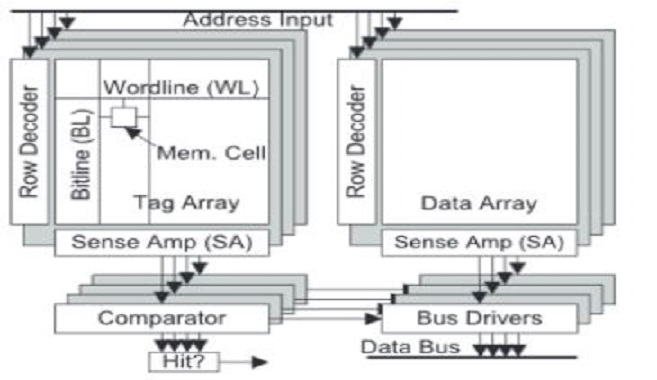 Address Input
Row Decoder
Wordline (WL)
Bitline (BL)
Mem. Cell
Tag Array
Sense Amp (SA)
Comparator
Hit?
Row Decoder
Data Array
Sense Amp (SA)
Bus Drivers
Data Bus